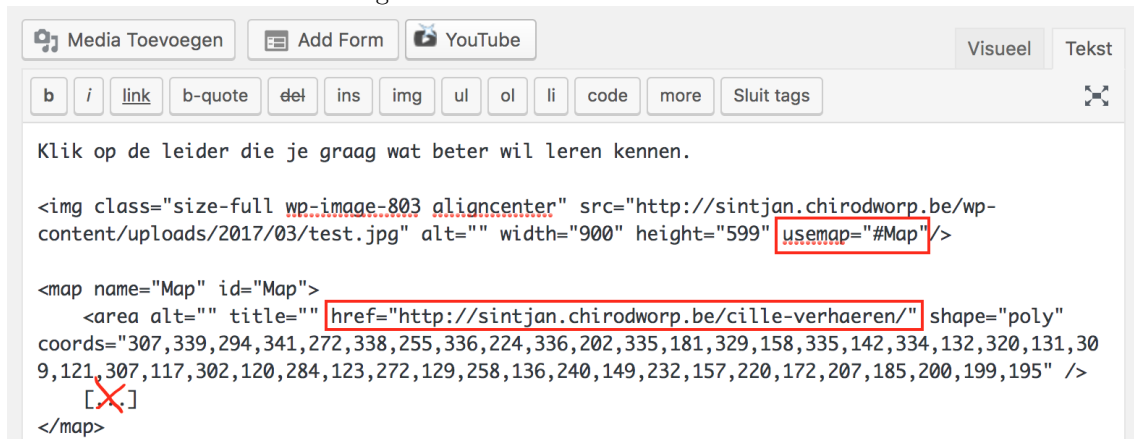 Media Toevoegen Add Form YouTube Visueel Tekst
b i link b-quote del ins img ul ol li code more Sluit tags
Klik op de leider die je graag wat beter wil leren kennen.
<img class="size-full wp-image-803 aligncenter" src="http://sintjan.chirodworp.be/wp-
content/uploads/2017/03/test.jpg" alt="" width="900" height="599" usemap="#Map"/>
<map name="Map" id="Map">
<area alt="" title="" href="http://sintjan.chirodworp.be/cille-verhaeren/" shape="poly"
coords="307,339,294,341,272,338,255,336,224,336,202,335,181,329,158,335,142,334,132,320,131,30
9,121,307,117,302,120,284,123,272,129,258,136,240,149,232,157,220,172,207,185,200,199,195" />
[...]
</map>